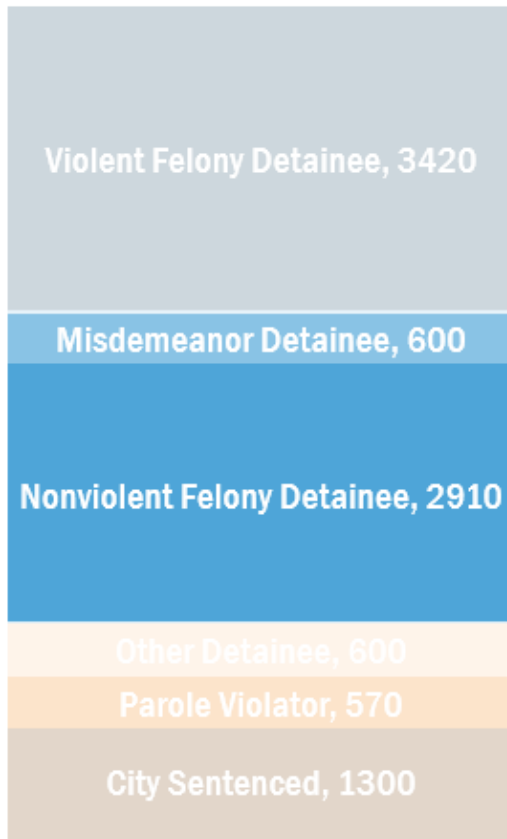 Violent Felony Detainee, 3420
Misdemeanor Detainee, 600
Nonviolent Felony Detainee, 2910
Other Detainee, 600
Parole Violator, 570
City Sentenced, 1300